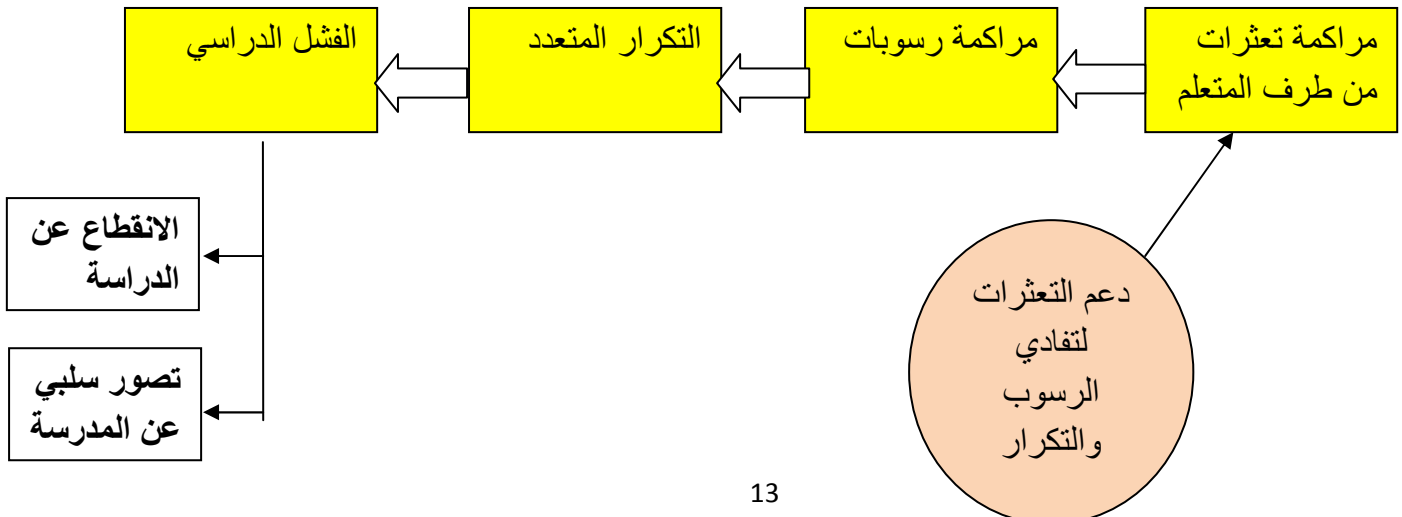 مراكمة تعثرات
من طرف المتعلم
مراكمة رسوبات
التكرار المتعدد
الفشل الدراسي
الانقطاع عن
الدراسة
تصور سلبي
عن المدرسة
دعم التعثرات
لتفادي
الرسوب
والتكرار
13